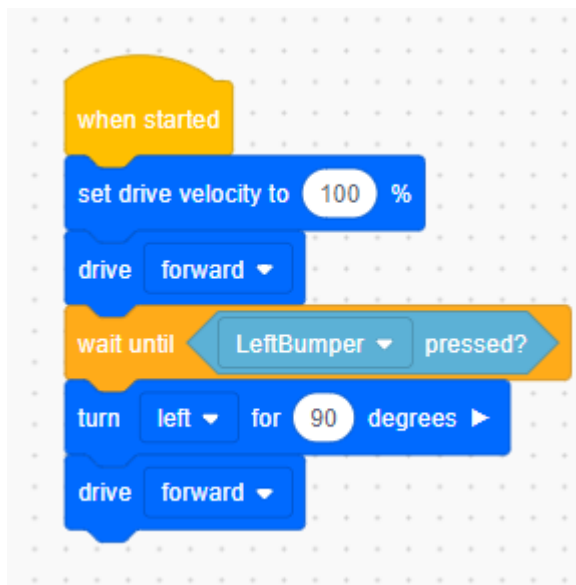 when started
set drive velocity to 100 %
drive forward
wait until LeftBumper pressed?
turn left for 90 degrees
drive forward